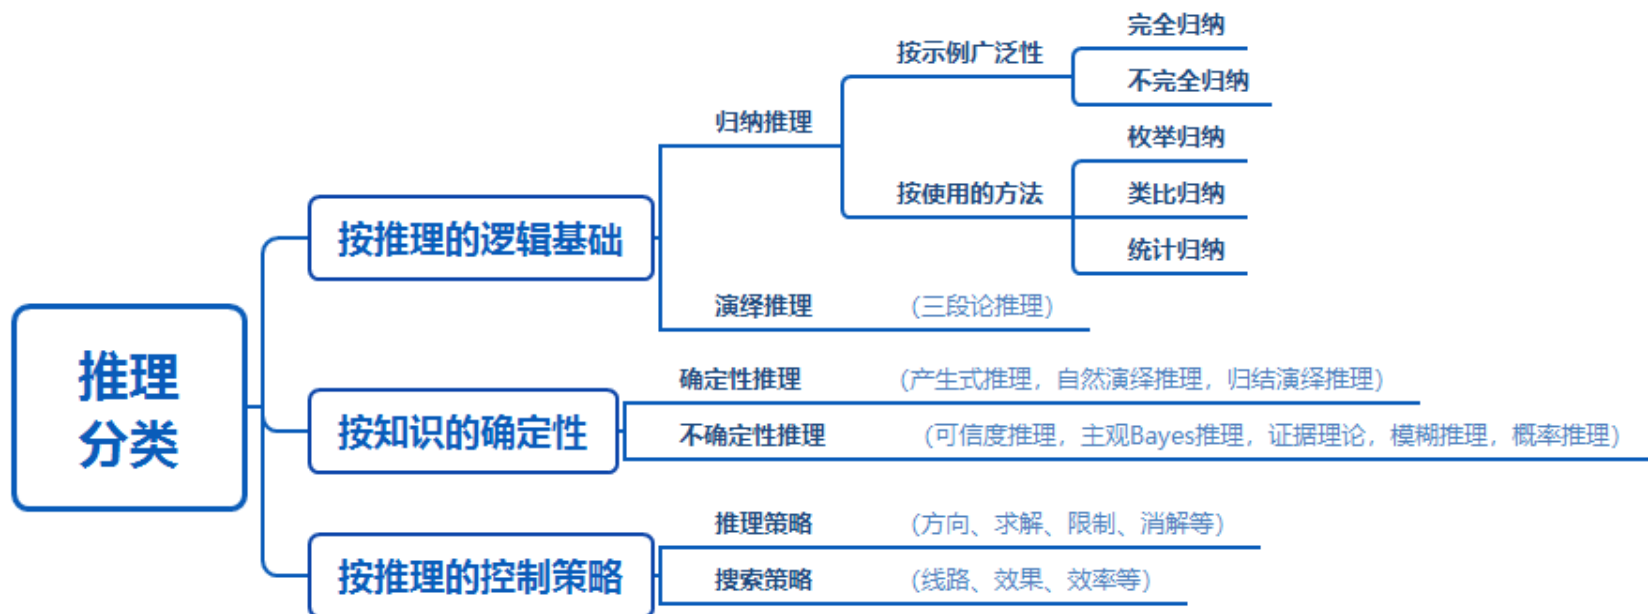 推理
分类
按推理的逻辑基础
归纳推理
按示例广泛性
完全归纳
不完全归纳
按使用的方法
枚举归纳
类比归纳
统计归纳
演绎推理 (三段论推理)
按知识的确定性
确定性推理 (产生式推理，自然演绎推理，归结演绎推理)
不确定性推理 (可信度推理，主观Bayes推理，证据理论，模糊推理，概率推理)
按推理的控制策略
推理策略 (方向、求解、限制、消解等)
搜索策略 (线路、效果、效率等)